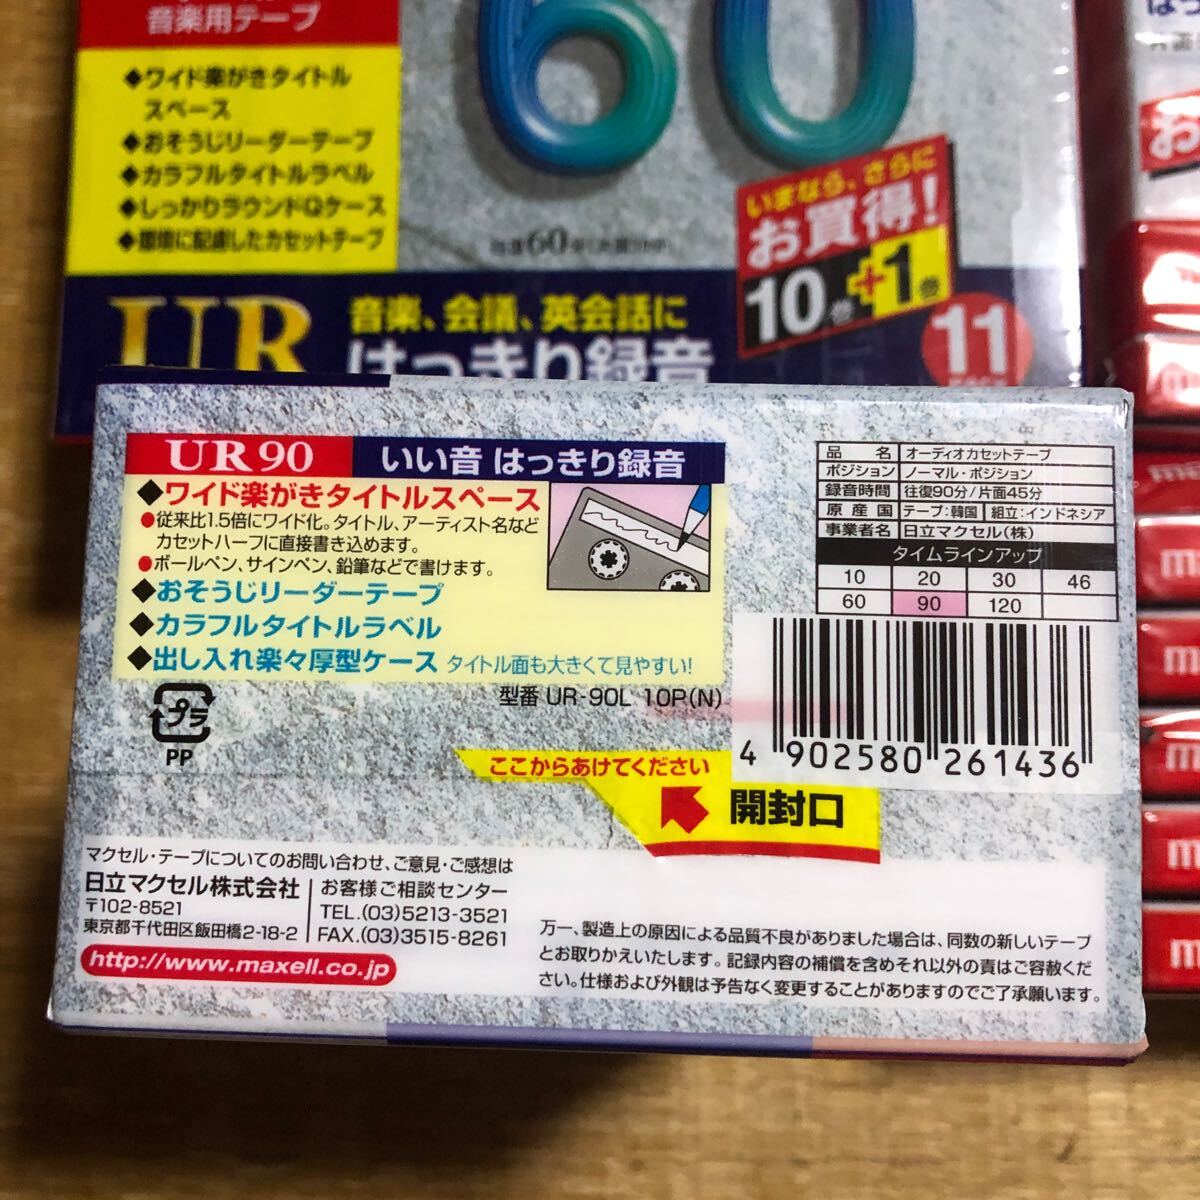 音楽用テープ
◆ワイド楽がきタイトル
スペース
◆おそうじリーダーテープ
◆カラフルタイトルラベル
◆しっかりラウンドQケース
◆環境に配慮したカセットテープ
60
いまなら、さらに
お買得!
10巻+1巻
11
UR
音楽、会議、英会話に
はっきり録音
お
UR90
いい音 はっきり録音
◆ワイド楽がきタイトルスペース
●従来比1.5倍にワイド化。タイトル、アーティスト名など
カセットハーフに直接書き込めます。
●ボールペン、サインペン、鉛筆などで書けます。
◆おそうじリーダーテープ
◆カラフルタイトルラベル
◆出し入れ楽々厚型ケース タイトル面も大きくて見やすい!
型番 UR-90L 10P(N)
プラ
PP
品名 オーディオカセットテープ
ポジション ノーマル・ポジション
録音時間 往復90分/片面45分
原産国 テープ:韓国 組立:インドネシア
事業者名 日立マクセル(株)
タイムラインアップ
10 20 30 46
60 90 120
4 902580 261436
ここからあけてください
開封口
マクセル・テープについてのお問い合わせ、ご意見・ご感想は
日立マクセル株式会社
〒102-8521
東京都千代田区飯田橋2-18-2
お客様ご相談センター
TEL.(03)5213-3521
FAX.(03)3515-8261
http://www.maxell.co.jp
万一、製造上の原因による品質不良がありました場合は、同数の新しいテープ
とお取りかえいたします。記録内容の補償を含めそれ以外の責はご容赦くだ
さい。仕様および外観は予告なく変更することがありますのでご了承願います。